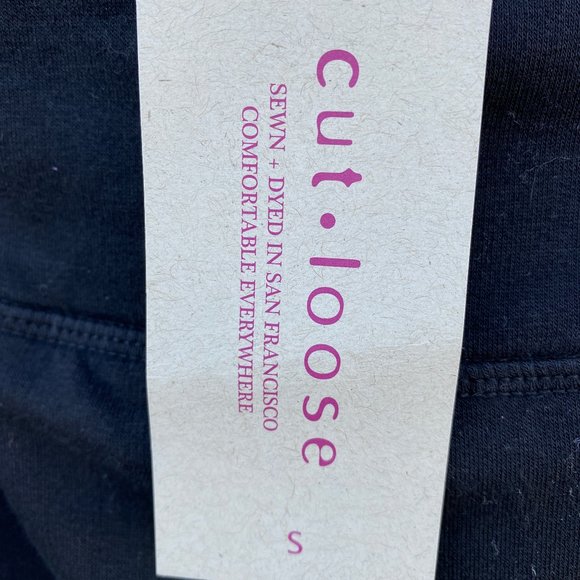 cut•loose
SEWN + DYED IN SAN FRANCISCO
COMFORTABLE EVERYWHERE
S